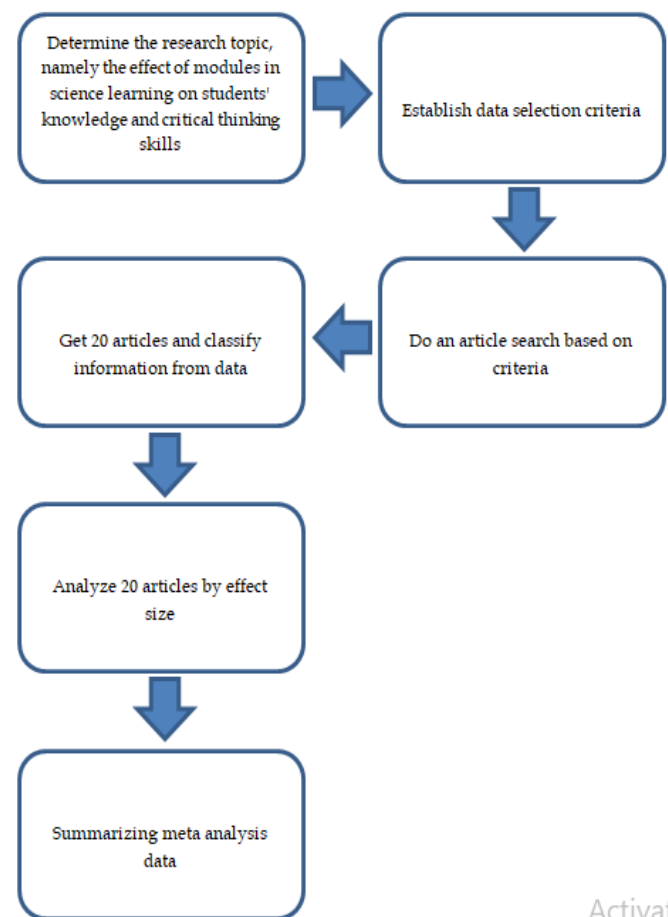 Determine the research topic,
namely the effect of modules in
science learning on students'
knowledge and critical thinking
skills
Establish data selection criteria
Do an article search based on
criteria
Get 20 articles and classify
information from data
Analyze 20 articles by effect
size
Summarizing meta analysis
data
Activat